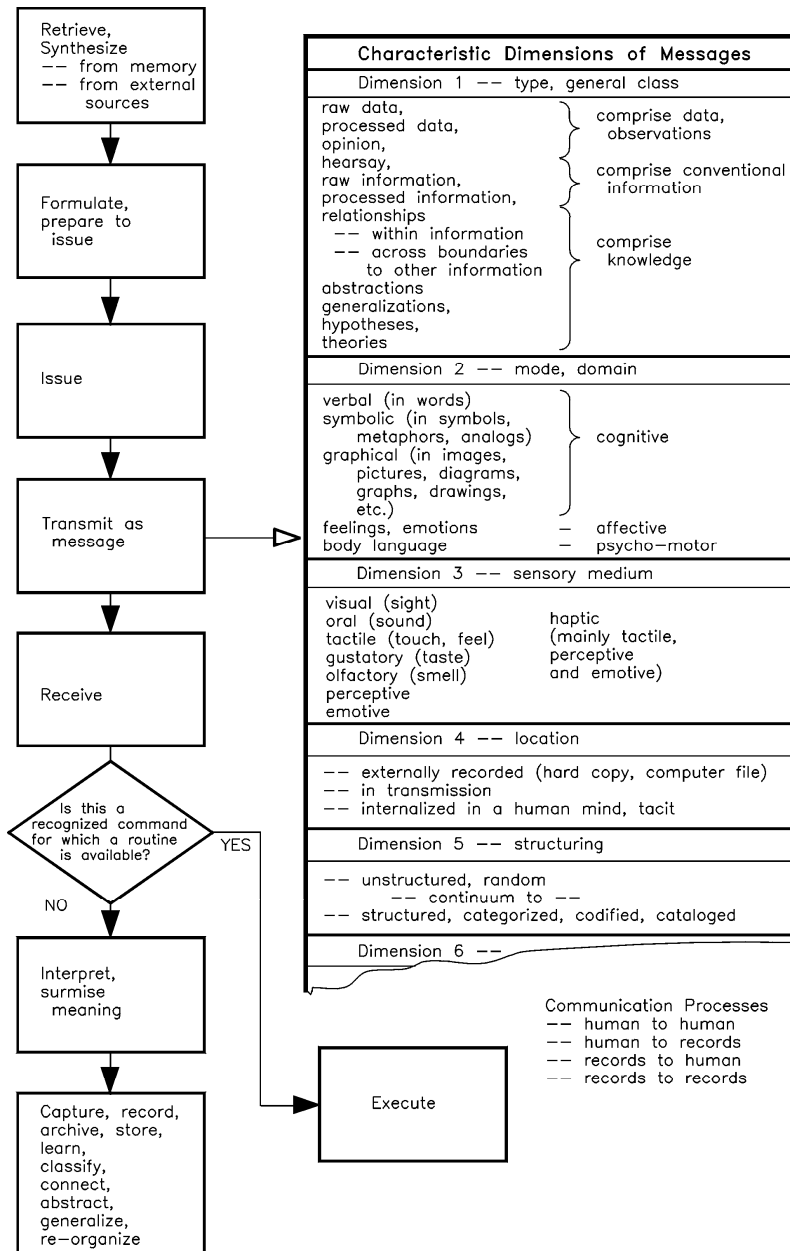 Retrieve,
Synthesize
-- from memory
-- from external
sources
Formulate,
prepare to
issue
Issue
Transmit as
message
Receive
Is this a
recognized command
for which a routine
is available?
YES
NO
Interpret,
surmise
meaning
Capture, record,
archive, store,
learn,
classify,
connect,
abstract,
generalize,
re-organize
Execute
Characteristic Dimensions of Messages
Dimension 1 -- type, general class
raw data,
processed data,
opinion,
hearsay,
raw information,
processed information,
relationships
-- within information
-- across boundaries
to other information
abstractions
generalizations,
hypotheses,
theories
comprise data,
observations
comprise conventional
information
comprise
knowledge
Dimension 2 -- mode, domain
verbal (in words)
symbolic (in symbols,
metaphors, analogs)
graphical (in images,
pictures, diagrams,
graphs, drawings,
etc.)
cognitive
feelings, emotions – affective
body language – psycho-motor
Dimension 3 -- sensory medium
visual (sight)
oral (sound)
tactile (touch, feel)
gustatory (taste)
olfactory (smell)
perceptive
emotive
haptic
(mainly tactile,
perceptive
and emotive)
Dimension 4 -- location
-- externally recorded (hard copy, computer file)
-- in transmission
-- internalized in a human mind, tacit
Dimension 5 -- structuring
-- unstructured, random
-- continuum to --
-- structured, categorized, codified, cataloged
Dimension 6 --
Communication Processes
-- human to human
-- human to records
-- records to human
-- records to records